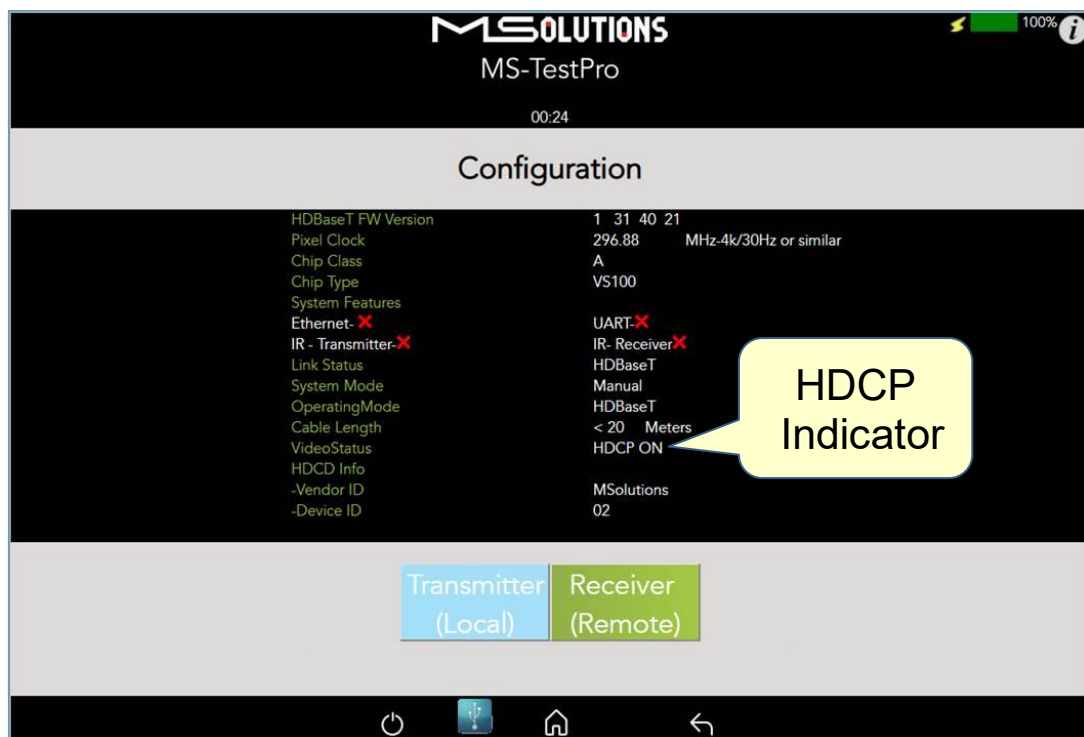 MSOLUTIONS
100%
i
MS-TestPro
00:24
Configuration
HDBaseT FW Version 1 31 40 21
Pixel Clock 296.88 MHz-4k/30Hz or similar
Chip Class A
Chip Type VS100
System Features
Ethernet- UART-
IR - Transmitter- IR- Receiver
Link Status HDBaseT
System Mode Manual
OperatingMode HDBaseT
Cable Length < 20 Meters
VideoStatus HDCP ON
HDCD Info
-Vendor ID MSolutions
-Device ID 02
HDCP
Indicator
Transmitter
(Local)
Receiver
(Remote)